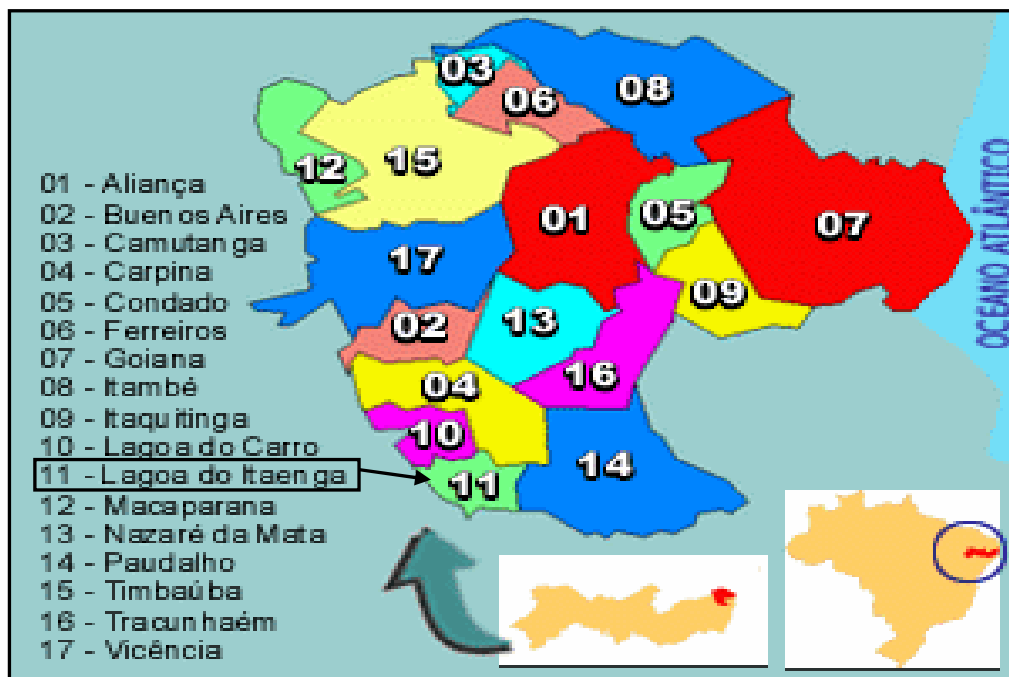 03
06
08
12
15
01
05
07
17
09
02
13
04
16
10
14
11
01 - Aliança
02 - Buenos Aires
03 - Camutanga
04 - Carpina
05 - Condado
06 - Ferreiros
07 - Goiana
08 - Itambé
09 - Itaquitinga
10 - Lagoa do Carro
11 - Lagoa do Itaenga
12 - Macaparana
13 - Nazaré da Mata
14 - Paudalho
15 - Timbaúba
16 - Tracunhaém
17 - Vicência
OCEANO ATLÂNTICO